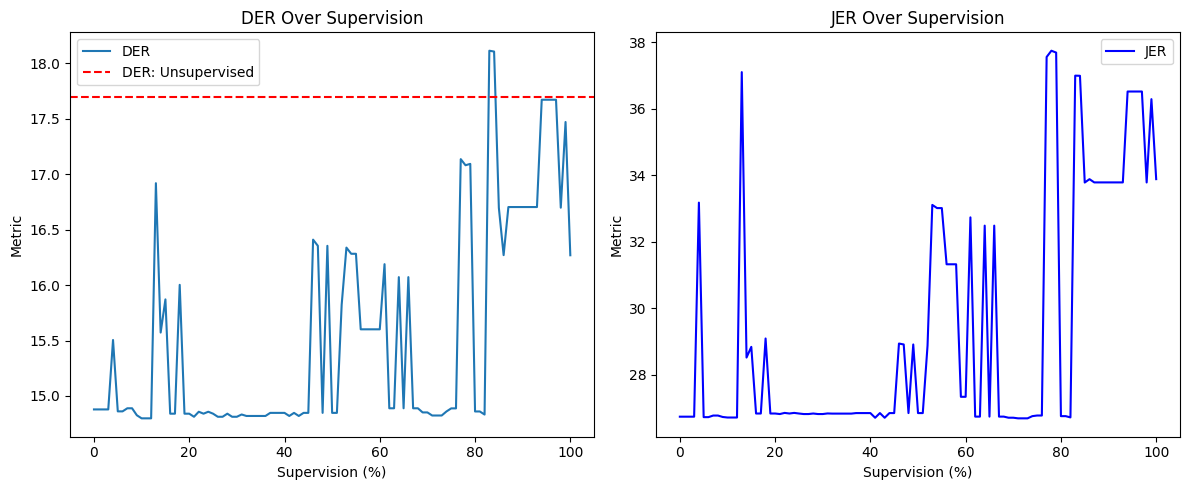 DER Over Supervision
DER
DER: Unsupervised
Metric
18.0
17.5
17.0
16.5
16.0
15.5
15.0
0 20 40 60 80 100
Supervision (%)
JER Over Supervision
JER
Metric
38
36
34
32
30
28
0 20 40 60 80 100
Supervision (%)